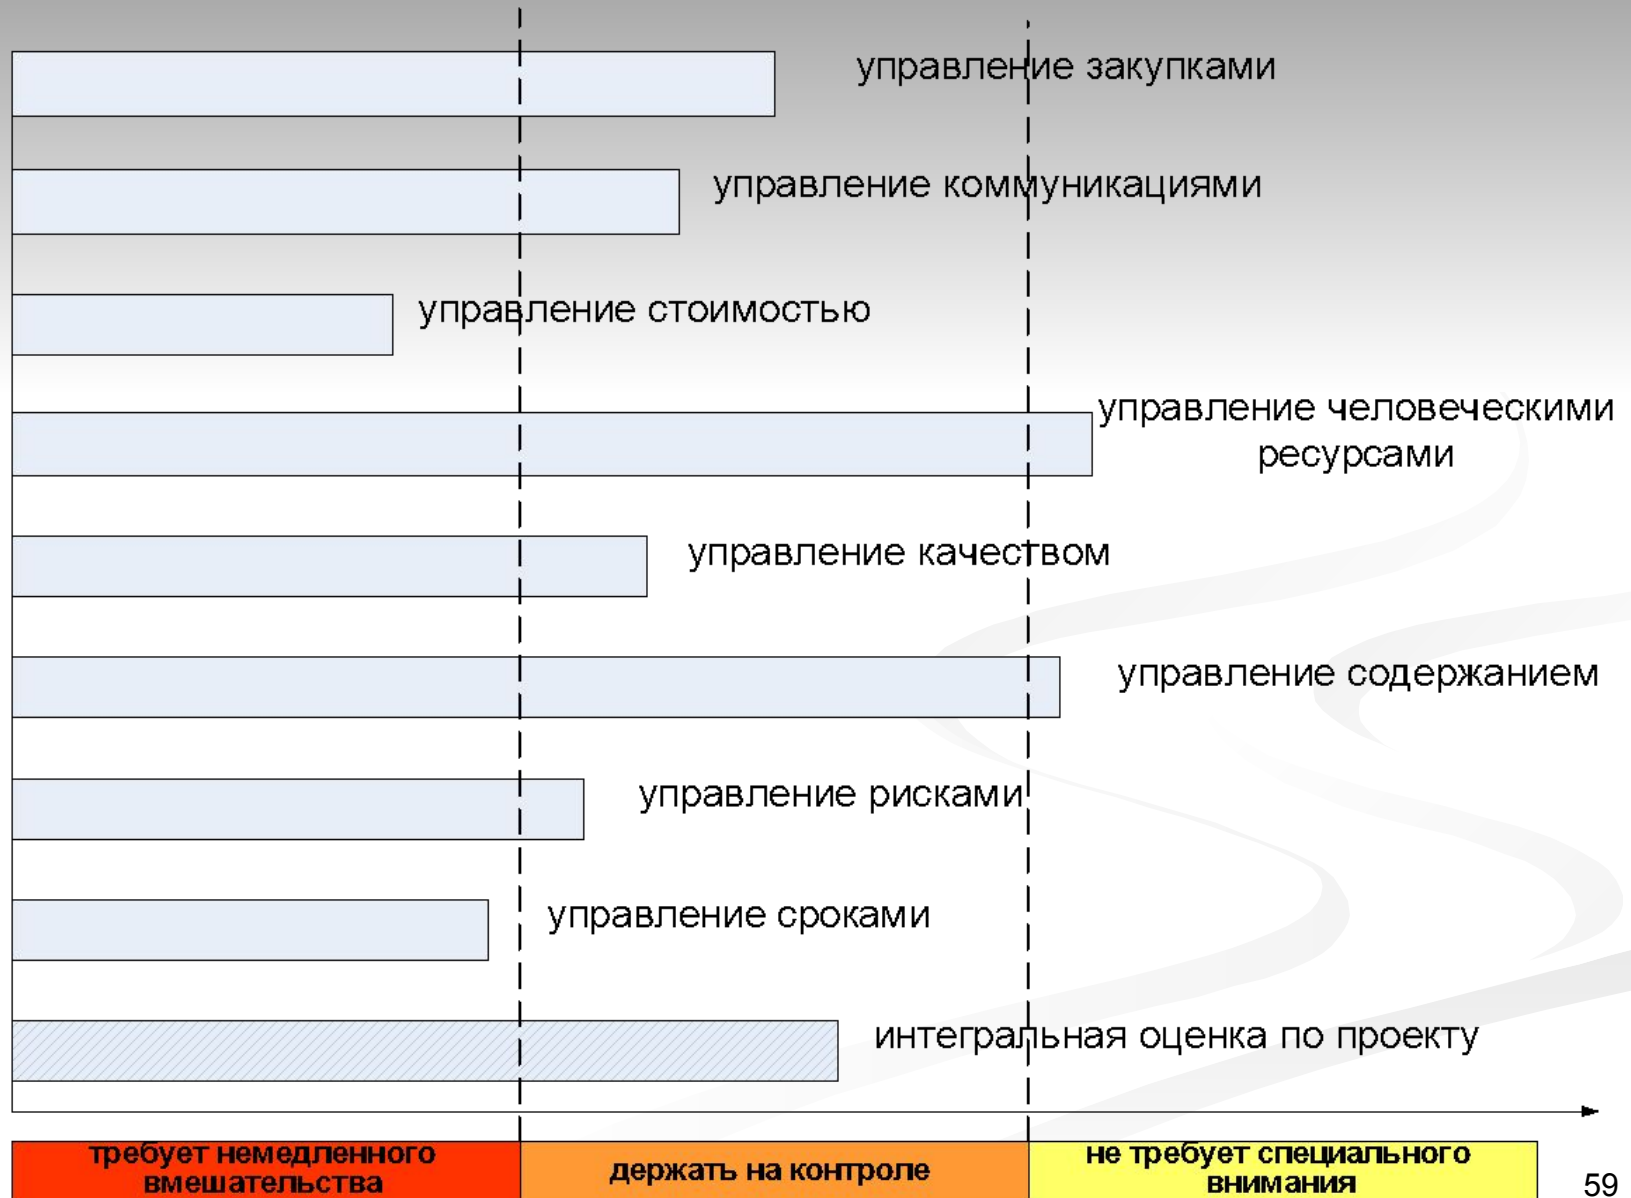 управление закупками
управление коммуникациями
управление стоимостью
управление человеческими
ресурсами
управление качеством
управление содержанием
управление рисками
управление сроками
интегральная оценка по проекту
требует немедленного
вмешательства
держать на контроле
не требует специального
внимания
59